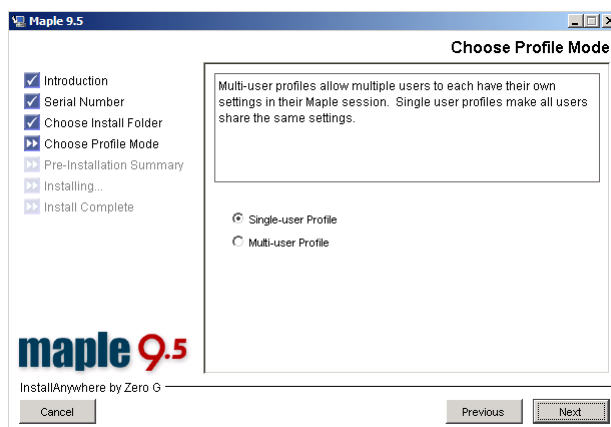 Maple 9.5
Choose Profile Mode
Introduction
Serial Number
Choose Install Folder
Choose Profile Mode
Pre-Installation Summary
Installing...
Install Complete
Multi-user profiles allow multiple users to each have their own
settings in their Maple session. Single user profiles make all users
share the same settings.
Single-user Profile
Multi-user Profile
maple 9.5
InstallAnywhere by Zero G
Cancel
Previous
Next